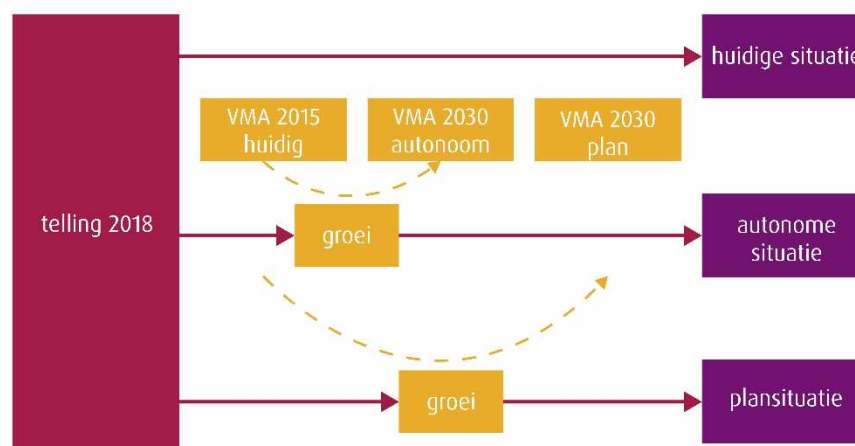 huidige situatie
VMA 2015
huidig
VMA 2030
autonoom
VMA 2030
plan
telling 2018
groei
autonome
situatie
groei
plansituatie